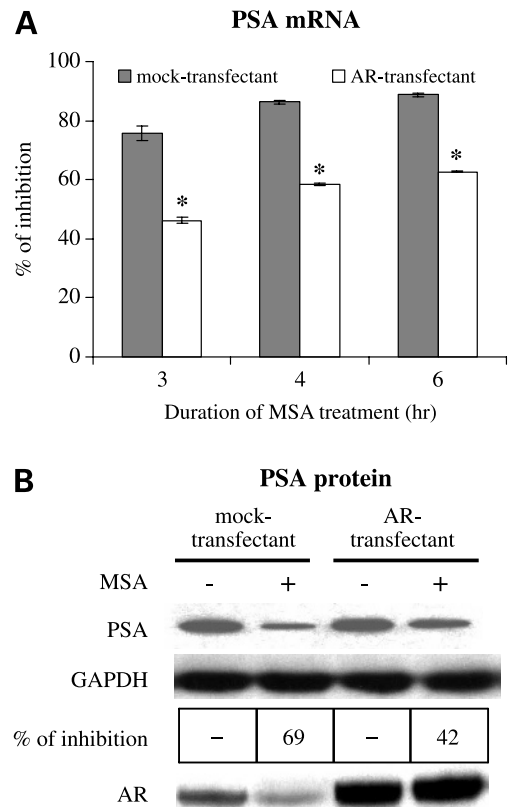 A
PSA mRNA
mock-transfectant
AR-transfectant
% of inhibition
100
80
60
40
20
0
*
*
*
3
4
6
Duration of MSA treatment (hr)
B
PSA protein
mock-
transfectant
AR-
transfectant
MSA - + - +
PSA
GAPDH
% of inhibition – 69 – 42
AR